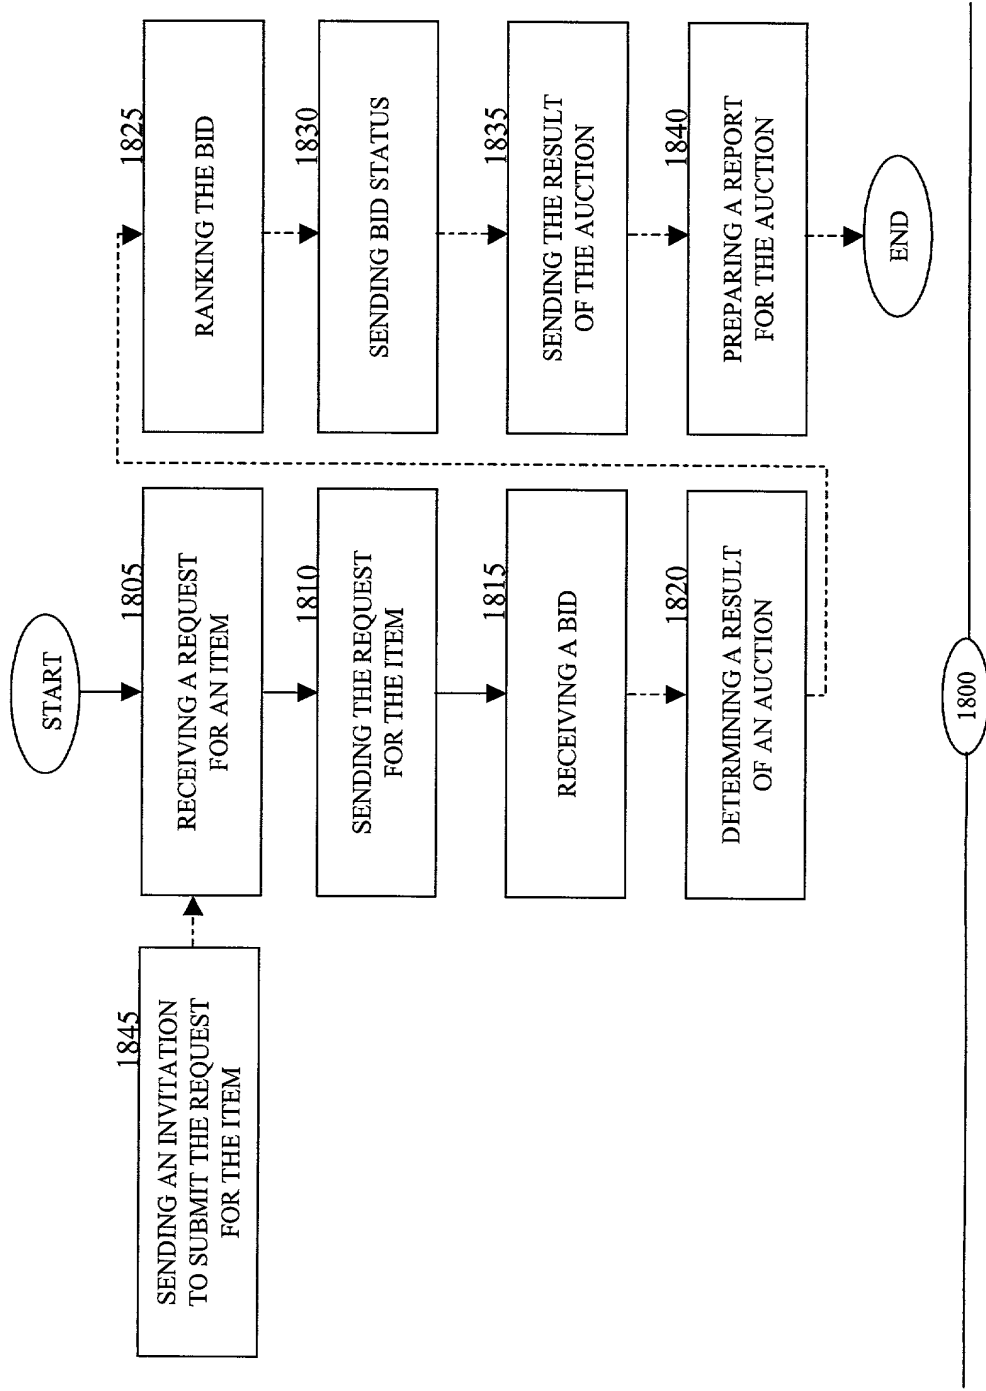 START
1845
SENDING AN INVITATION
TO SUBMIT THE REQUEST
FOR THE ITEM
1805
RECEIVING A REQUEST
FOR AN ITEM
1810
SENDING THE REQUEST
FOR THE ITEM
1815
RECEIVING A BID
1820
DETERMINING A RESULT
OF AN AUCTION
1825
RANKING THE BID
1830
SENDING BID STATUS
1835
SENDING THE RESULT
OF THE AUCTION
1840
PREPARING A REPORT
FOR THE AUCTION
END
1800